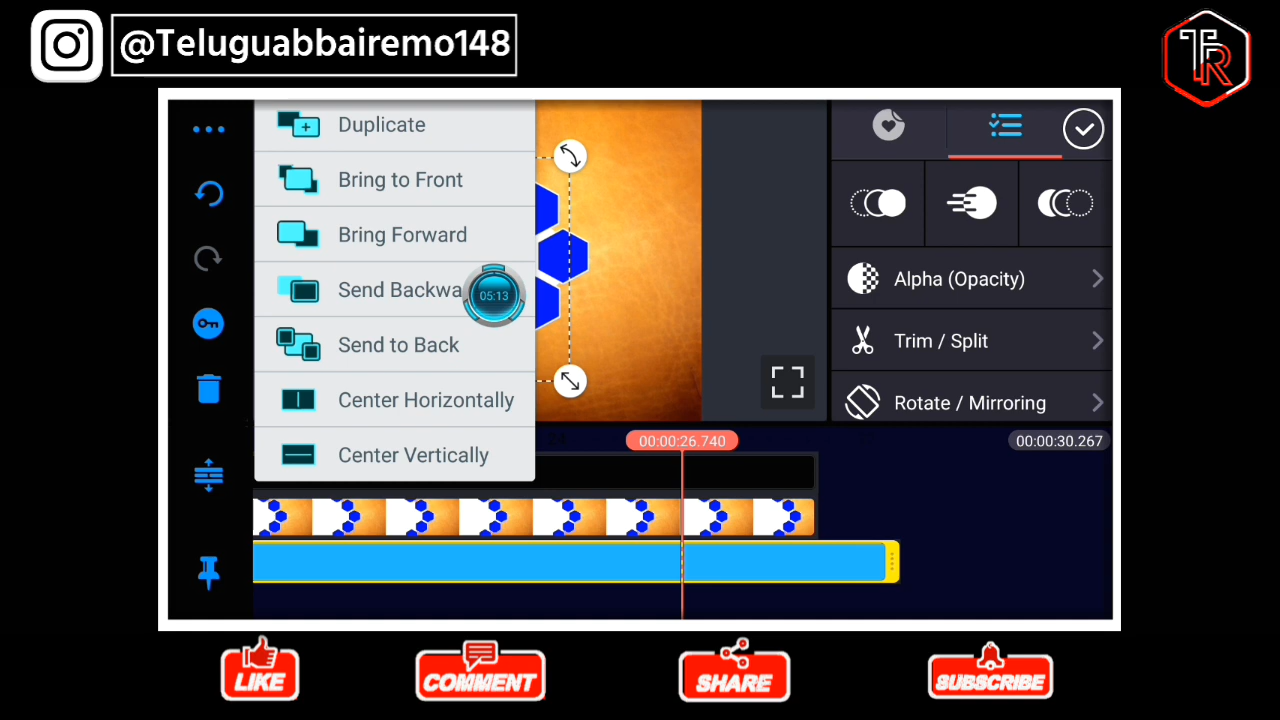 @Teluguabbairemo148
TR
Duplicate
Bring to Front
Bring Forward
Send Backwa
05:13
Send to Back
Center Horizontally
Center Vertically
Alpha (Opacity)
Trim / Split
Rotate / Mirroring
00:00:26.740
00:00:30.267
LIKE
COMMENT
SHARE
SUBSCRIBE